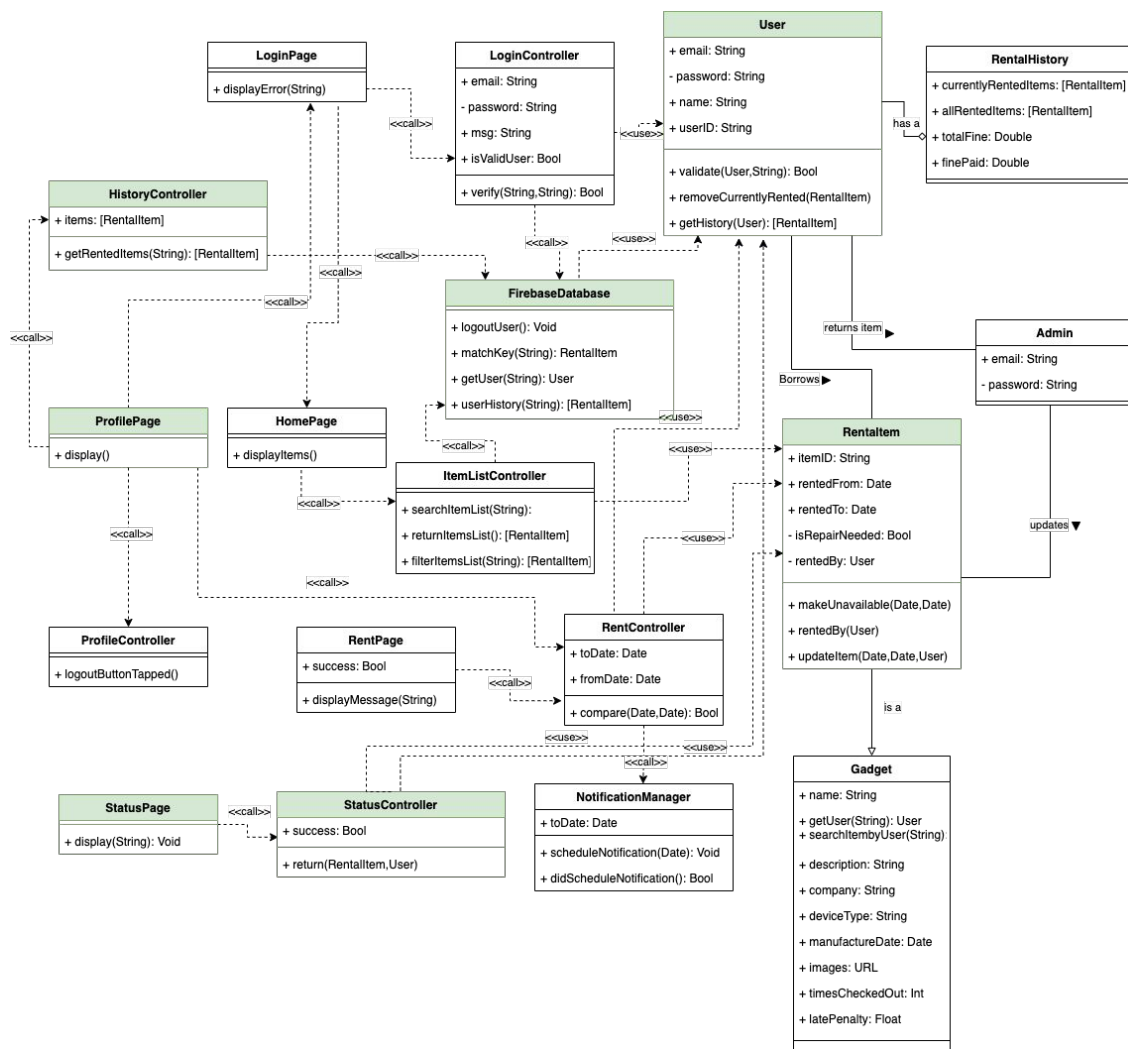 LoginPage
+ displayError(String)
LoginController
+ email: String
- password: String
+ msg: String
+ isValidUser: Bool
+ verify(String,String): Bool
User
+ email: String
- password: String
+ name: String
+ userID: String
+ validate(User,String): Bool
+ removeCurrentlyRented(RentalItem)
+ getHistory(User): [RentalItem]
RentalHistory
+ currentlyRentedItems: [RentalItem]
+ allRentedItems: [RentalItem]
+ totalFine: Double
+ finePaid: Double
<<call>>
<<use>>
has a
HistoryController
+ items: [RentalItem]
+ getRentedItems(String): [RentalItem]
<<call>>
<<call>>
<<call>>
<<use>>
<<call>>
<<call>>
FirebaseDatabase
+ logoutUser(): Void
+ matchKey(String): RentalItem
+ getUser(String): User
+ userHistory(String): [RentalItem]
returns item
Borrows
Admin
+ email: String
- password: String
ProfilePage
+ display()
HomePage
+ displayItems()
<<call>>
<<use>>
<<use>>
ItemListController
+ searchItemList(String):
+ returnItemsList(): [RentalItem]
+ filterItemsList(String): [RentalItem]
<<call>>
<<call>>
<<use>>
RentaItem
+ itemID: String
+ rentedFrom: Date
+ rentedTo: Date
- isRepairNeeded: Bool
- rentedBy: User
+ makeUnavailable(Date,Date)
+ rentedBy(User)
+ updateItem(Date,Date,User)
updates
<<call>>
ProfileController
+ logoutButtonTapped()
RentPage
+ success: Bool
+ displayMessage(String)
<<call>>
RentController
+ toDate: Date
+ fromDate: Date
+ compare(Date,Date): Bool
is a
<<use>>
<<use>>
<<call>>
StatusPage
+ display(String): Void
<<call>>
StatusController
+ success: Bool
+ return(RentalItem,User)
NotificationManager
+ toDate: Date
+ scheduleNotification(Date): Void
+ didScheduleNotification(): Bool
Gadget
+ name: String
+ getUser(String): User
+ searchItembyUser(String):
+ description: String
+ company: String
+ deviceType: String
+ manufactureDate: Date
+ images: URL
+ timesCheckedOut: Int
+ latePenalty: Float